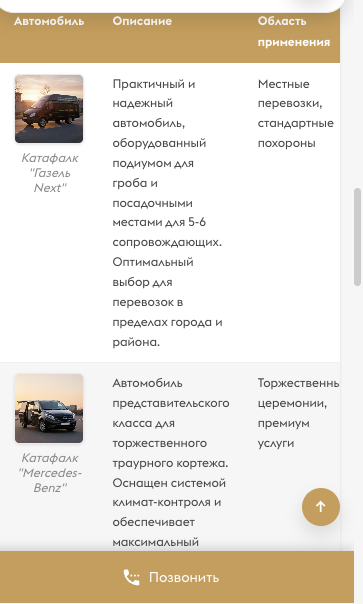 Автомобиль
Описание
Область
применения
Катафалк
"Газель
Next"
Практичный и
надежный
автомобиль,
оборудованный
подиумом для
гроба и
посадочными
местами для 5-6
сопровождающих.
Оптимальный
выбор для
перевозок в
пределах города и
района.
Местные
перевозки,
стандартные
похороны
Катафалк
"Mercedes-
Benz"
Автомобиль
представительского
класса для
торжественного
траурного кортежа.
Оснащен системой
климат-контроля и
обеспечивает
максимальный
Торжественнь
церемонии,
премиум
услуги
Позвонить